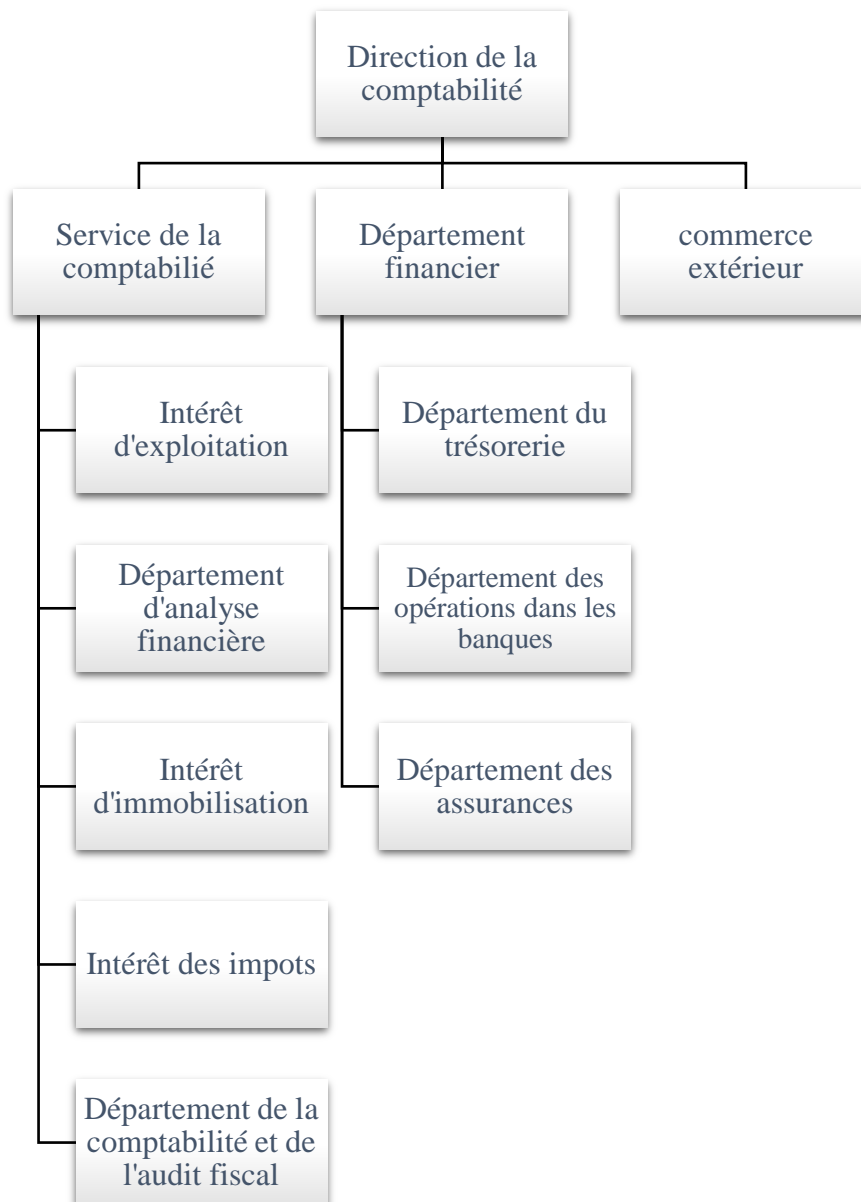 Direction de la
comptabilité
Service de la
comptabilié
Département
financier
commerce
extérieur
Intérêt
d'exploitation
Département
d'analyse
financière
Intérêt
d'immobilisation
Intérêt des impots
Département de la
comptabilité et de
l'audit fiscal
Département du
trésorerie
Département des
opérations dans les
banques
Département des
assurances